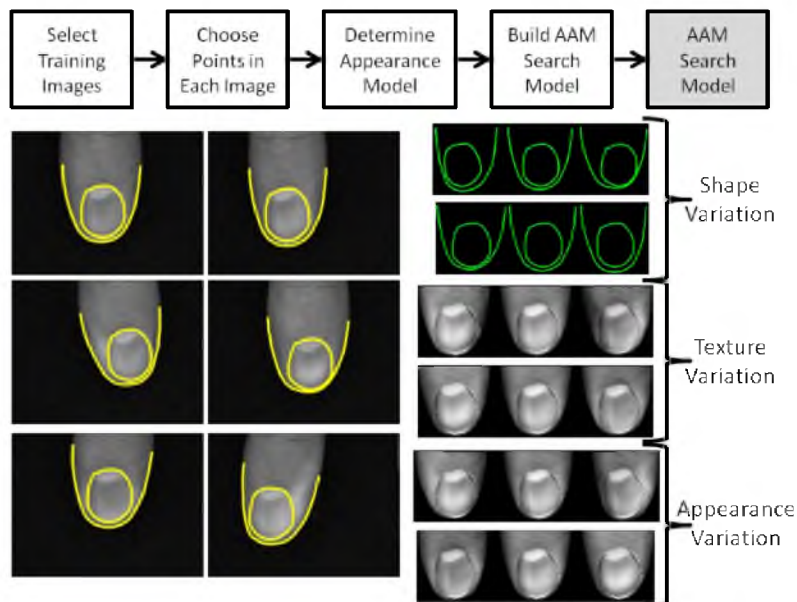 Select
Training
Images
Choose
Points in
Each Image
Determine
Appearance
Model
Build AAM
Search
Model
AAM
Search
Model
Shape
Variation
Texture
Variation
Appearance
Variation